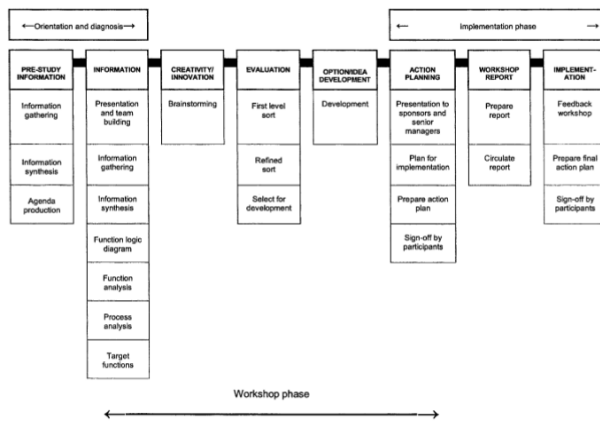 ←Orientation and diagnosis→
← Implementation phase →
PRE-STUDY
INFORMATION
Information
gathering
Information
synthesis
Agenda
production
INFORMATION
Presentation
and team
building
Information
gathering
Information
synthesis
Function logic
diagram
Function
analysis
Process
analysis
Target
functions
CREATIVITY/
INNOVATION
Brainstorming
EVALUATION
First level
sort
Refined
sort
Select for
development
OPTION/IDEA
DEVELOPMENT
Development
ACTION
PLANNING
Presentation to
sponsors and
senior
managers
Plan for
implementation
Prepare action
plan
Sign-off by
participants
WORKSHOP
REPORT
Prepare
report
Circulate
report
IMPLEMENT-
ATION
Feedback
workshop
Prepare final
action plan
Sign-off by
participants
Workshop phase